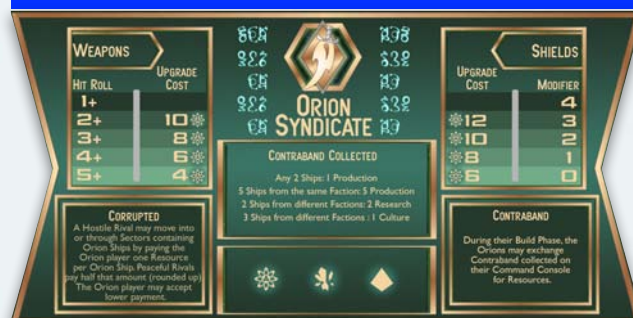 WEAPONS
HIT ROLL
UPGRADE
COST
1+
2+ 10
3+ 8
4+ 6
5+ 4
CORRUPTED
A Hostile Rival may move into
or through Sectors containing
Orion Ships by paying the
Orion player one Resource
per Orion Ship. Peaceful Rivals
pay half that amount (rounded up)
The Orion player may accept
lower payment.
ORION
SYNDICATE
CONTRABAND COLLECTED
Any 2 Ships: 1 Production
5 Ships from the same Faction: 5 Production
2 Ships from different Factions: 2 Research
3 Ships from different Factions : 1 Culture
SHIELDS
UPGRADE
COST
MODIFIER
4
12 3
10 2
8 1
6 0
CONTRABAND
During their Build Phase, the
Orions may exchange
Contraband collected on
their Command Console
for Resources.